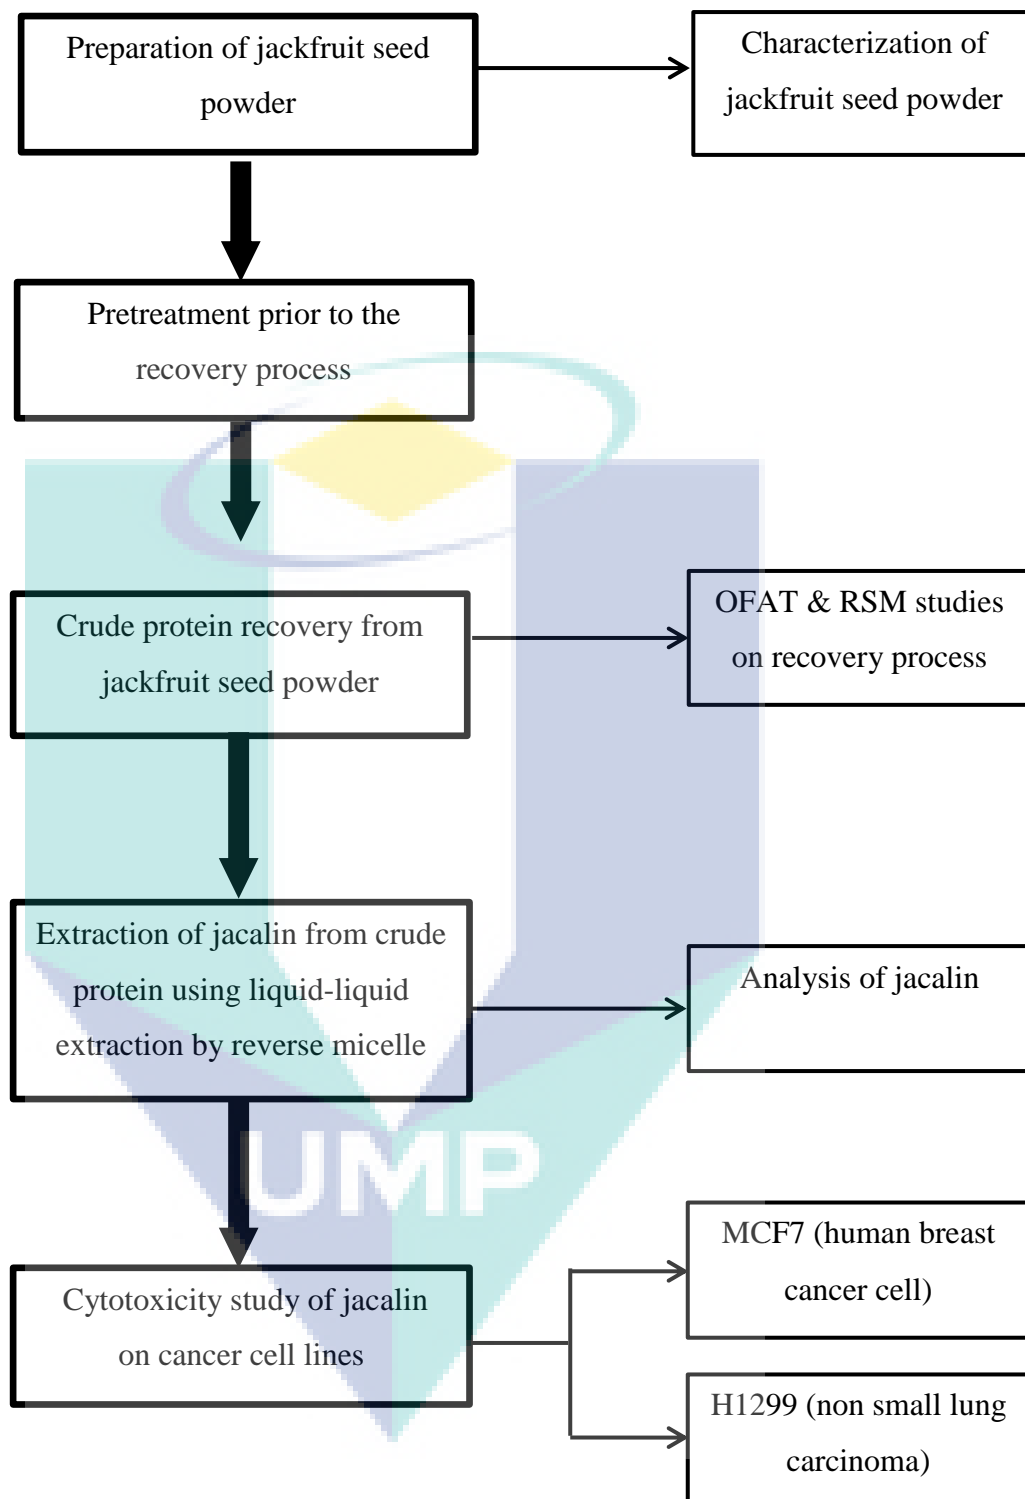 Preparation of jackfruit seed
powder
Characterization of
jackfruit seed powder
Pretreatment prior to the
recovery process
Crude protein recovery from
jackfruit seed powder
OFAT & RSM studies
on recovery process
Extraction of jacalin from crude
protein using liquid-liquid
extraction by reverse micelle
Analysis of jacalin
UMP
Cytotoxicity study of jacalin
on cancer cell lines
MCF7 (human breast
cancer cell)
H1299 (non small lung
carcinoma)